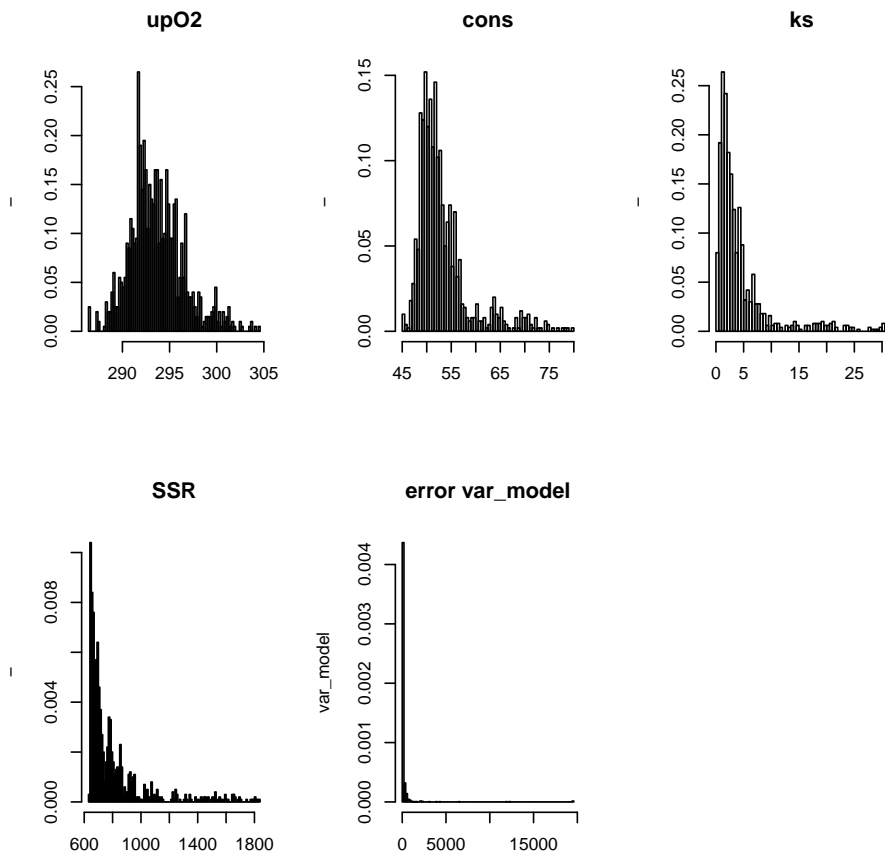 upO2
cons
ks
0.00 0.05 0.10 0.15 0.20 0.25
290 295 300 305
–
0.00 0.05 0.10 0.15
45 55 65 75
–
0.00 0.05 0.10 0.15 0.20 0.25
0 5 15 25
–
SSR
error var_model
0.000 0.004 0.008
600 1000 1400 1800
–
var_model
0.000 0.001 0.002 0.003 0.004
0 5000 15000